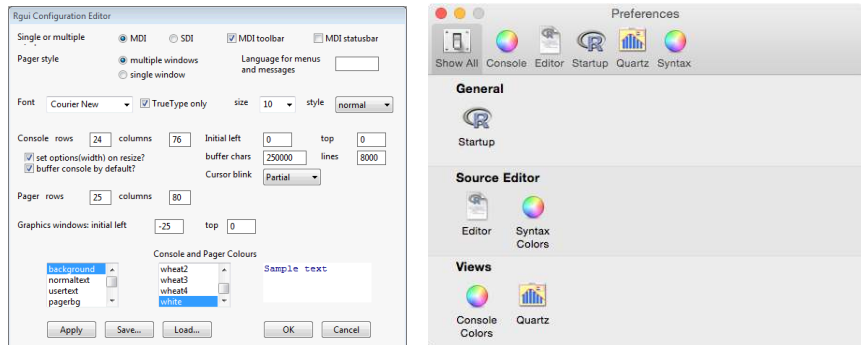 Rgui Configuration Editor
Single or multiple MDI SDI MDI toolbar MDI statusbar
Pager style multiple windows Language for menus
single window and messages
Font Courier New TrueType only size 10 style normal
Console rows 24 columns 76 Initial left 0 top 0
set options(width) on resize? buffer chars 250000 lines 8000
buffer console by default? Cursor blink Partial
Pager rows 25 columns 80
Graphics windows: initial left -25 top 0
Console and Pager Colours
background wheat2 Sample text
normaltext wheat3
usertext wheat4
pagerbg white
Apply Save... Load... OK Cancel
Preferences
Show All Console Editor Startup Quartz Syntax
General
Startup
Source Editor
Editor Syntax
Colors
Views
Console Quartz
Colors